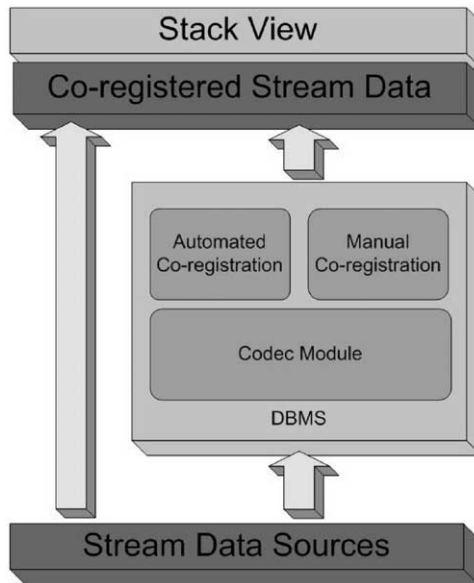 Stack View
Co-registered Stream Data
Automated
Co-registration
Manual
Co-registration
Codec Module
DBMS
Stream Data Sources